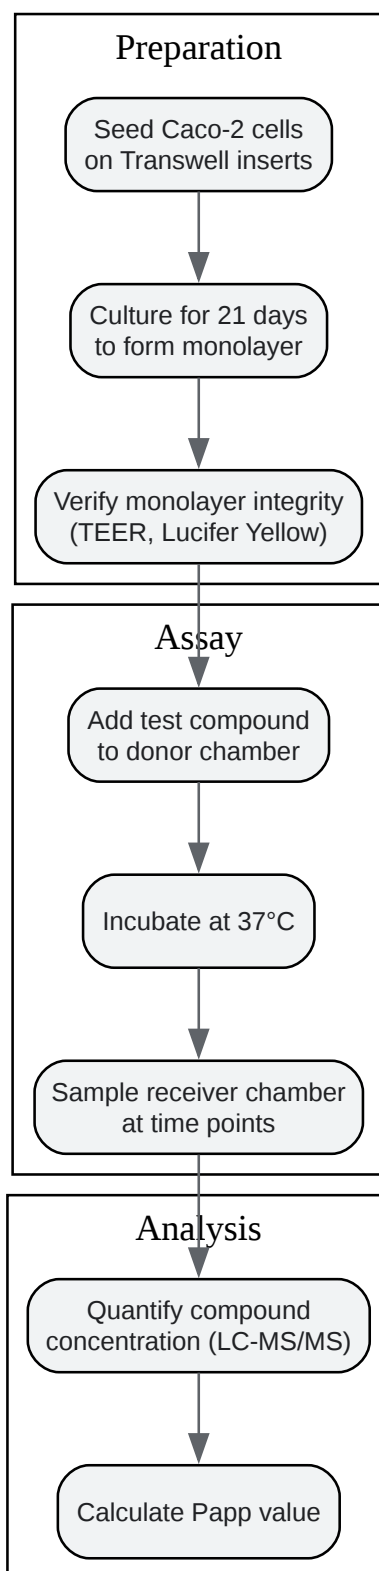 Preparation
Seed Caco-2 cells
on Transwell inserts
Culture for 21 days
to form monolayer
Verify monolayer integrity
(TEER, Lucifer Yellow)
Assay
Add test compound
to donor chamber
Incubate at 37°C
Sample receiver chamber
at time points
Analysis
Quantify compound
concentration (LC-MS/MS)
Calculate Papp value